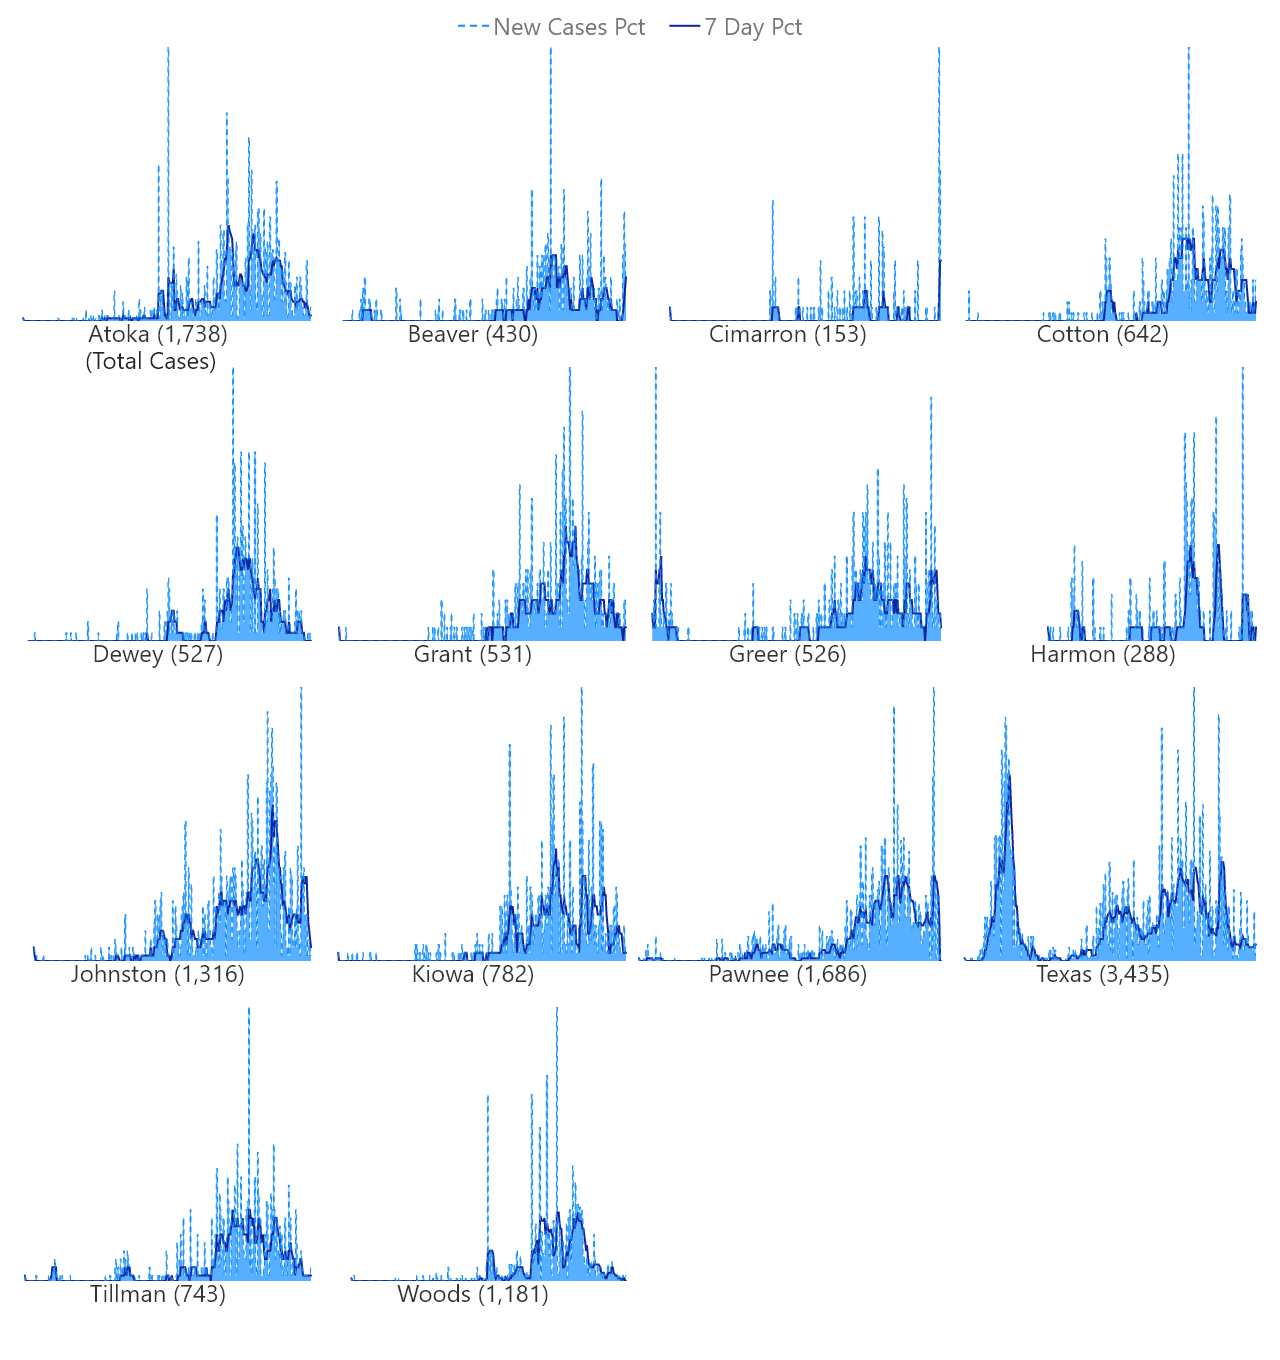 New Cases Pct 7 Day Pct
Atoka (1,738)
(Total Cases)
Beaver (430)
Cimarron (153)
Cotton (642)
Dewey (527)
Grant (531)
Greer (526)
Harmon (288)
Johnston (1,316)
Kiowa (782)
Pawnee (1,686)
Texas (3,435)
Tillman (743)
Woods (1,181)